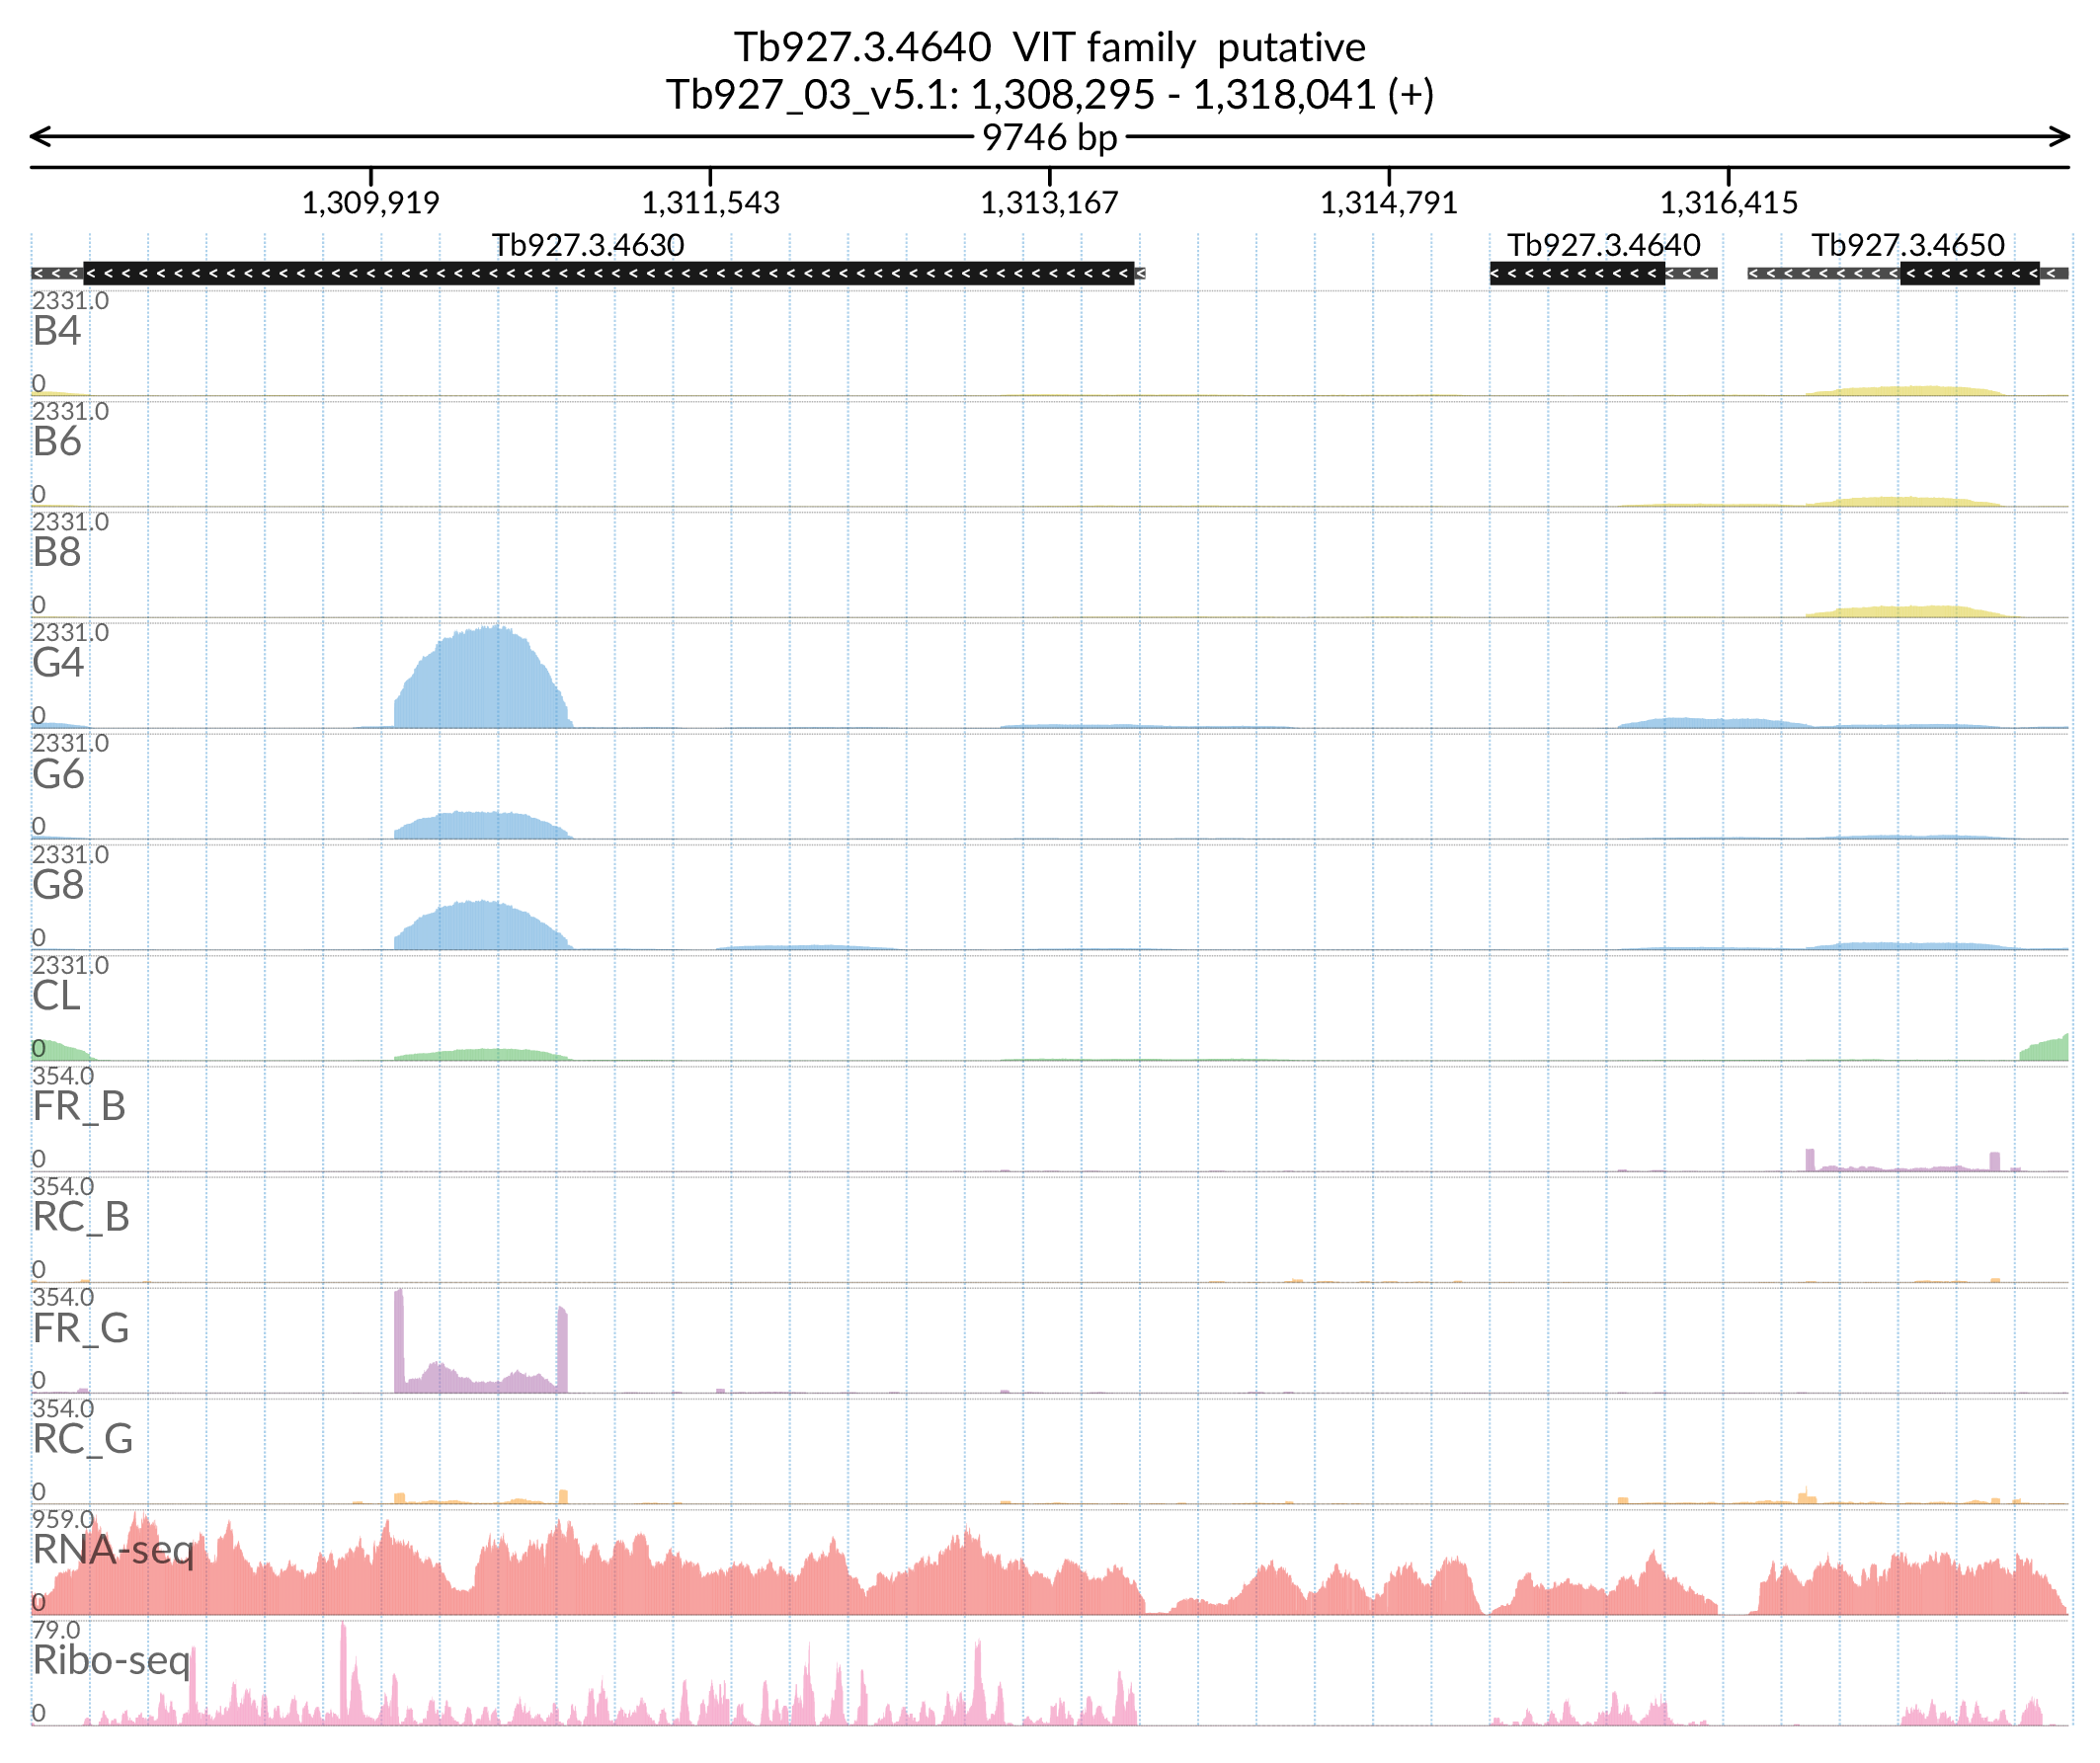 Tb927.3.4640  VIT family  putative
Tb927_03_v5.1: 1,308,295 - 1,318,041 (+)
9746 bp
1,309,919 1,311,543 1,313,167 1,314,791 1,316,415
Tb927.3.4630 Tb927.3.4640 Tb927.3.4650
2331.0
B4
0
2331.0
B6
0
2331.0
B8
0
2331.0
G4
0
2331.0
G6
0
2331.0
G8
0
2331.0
CL
0
354.0
FR_B
0
354.0
RC_B
0
354.0
FR_G
0
354.0
RC_G
0
959.0
RNA-seq
0
79.0
Ribo-seq
0